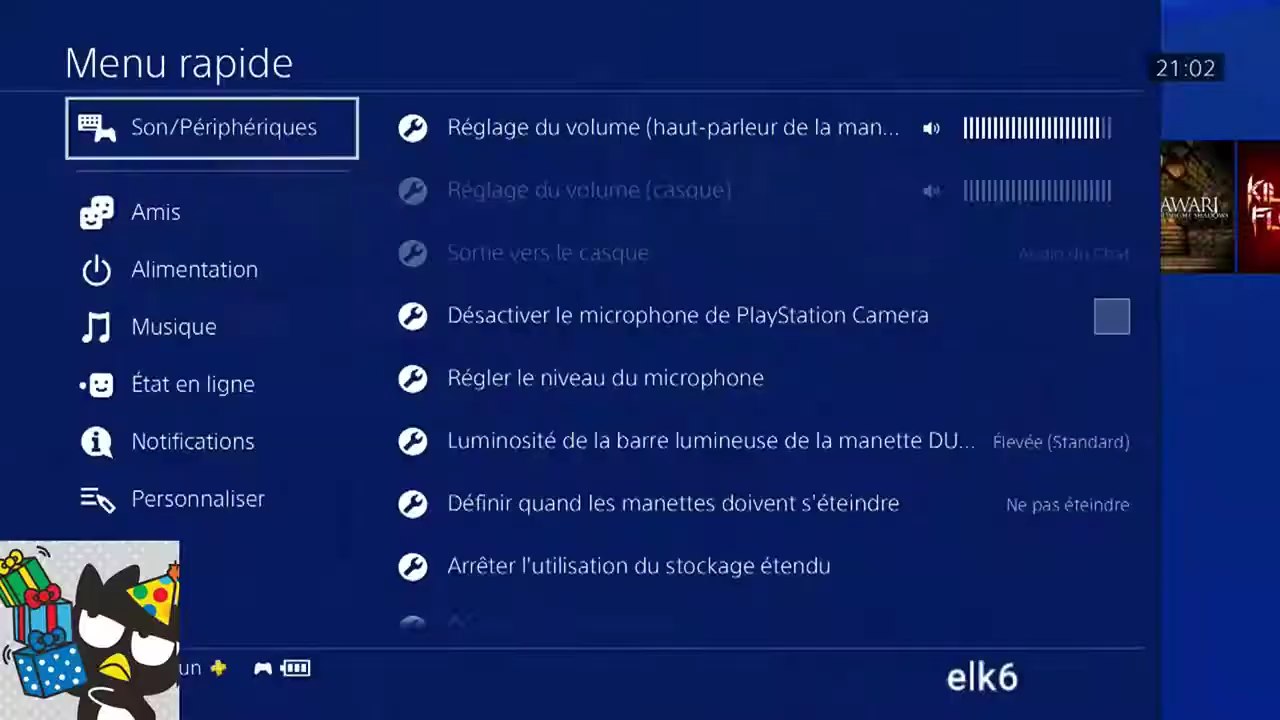 Menu rapide
21:02
Son/Périphériques
Réglage du volume (haut-parleur de la man...
Réglage du volume (casque)
Amis
Sortie vers le casque
Audio du Chat
Alimentation
Désactiver le microphone de PlayStation Camera
Musique
Régler le niveau du microphone
État en ligne
Luminosité de la barre lumineuse de la manette DU...
Élevée (Standard)
Notifications
Définir quand les manettes doivent s'éteindre
Ne pas éteindre
Personnaliser
Arrêter l'utilisation du stockage étendu
un
elk6